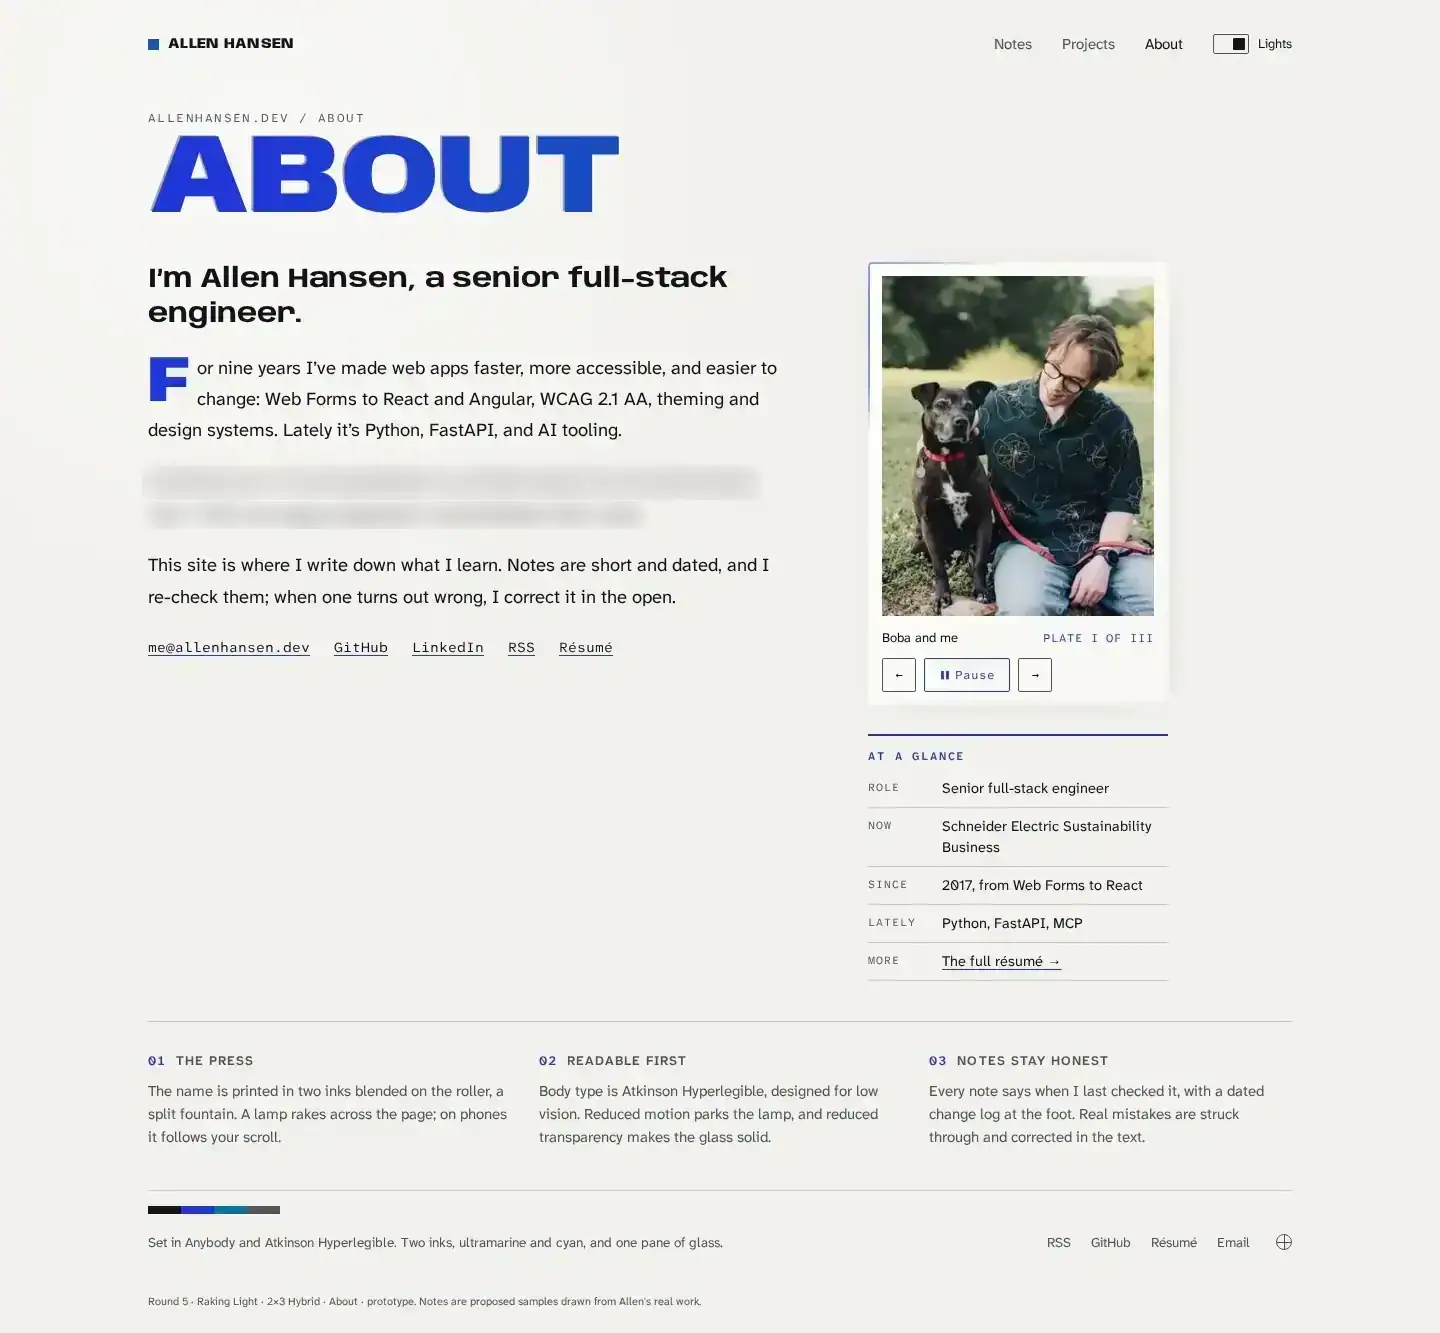 ALLEN HANSEN
Notes Projects About Lights
ALLENHANSEN.DEV / ABOUT
ABOUT
I'm Allen Hansen, a senior full-stack
engineer.
For nine years I’ve made web apps faster, more accessible, and easier to
change: Web Forms to React and Angular, WCAG 2.1 AA, theming and
design systems. Lately it’s Python, FastAPI, and AI tooling.
This site is where I write down what I learn. Notes are short and dated, and I
re-check them; when one turns out wrong, I correct it in the open.
me@allenhansen.dev GitHub LinkedIn RSS Résumé
Boba and me PLATE I OF III
← Pause →
AT A GLANCE
ROLE Senior full-stack engineer
NOW Schneider Electric Sustainability
Business
SINCE 2017, from Web Forms to React
LATELY Python, FastAPI, MCP
MORE The full résumé →
01 THE PRESS
The name is printed in two inks blended on the roller, a
split fountain. A lamp rakes across the page; on phones
it follows your scroll.
02 READABLE FIRST
Body type is Atkinson Hyperlegible, designed for low
vision. Reduced motion parks the lamp, and reduced
transparency makes the glass solid.
03 NOTES STAY HONEST
Every note says when I last checked it, with a dated
change log at the foot. Real mistakes are struck
through and corrected in the text.
Set in Anybody and Atkinson Hyperlegible. Two inks, ultramarine and cyan, and one pane of glass.
RSS GitHub Résumé Email
Round 5 · Raking Light · 2×3 Hybrid · About · prototype. Notes are proposed samples drawn from Allen's real work.